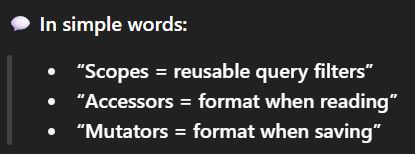 💬 In simple words:
• “Scopes = reusable query filters”
• “Accessors = format when reading”
• “Mutators = format when saving”